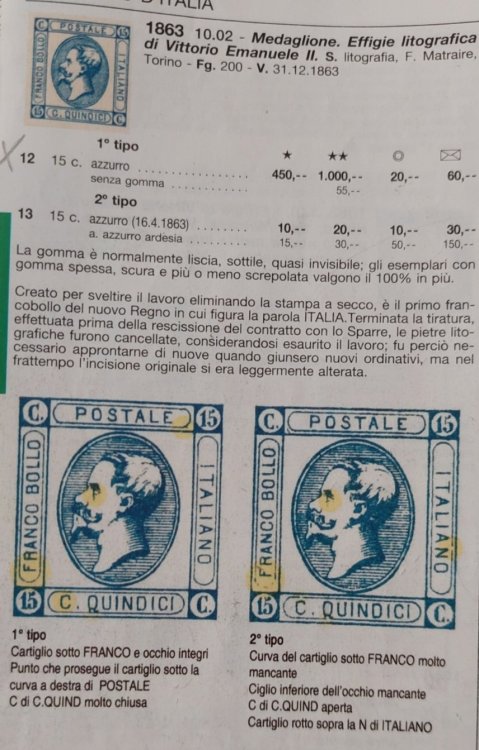 D'ITALIA
POSTALE
FRANCO BOLLO
ITALIANO
C. QUINDICI
1863 10.02 - Medaglione. Effigie litografica
di Vittorio Emanuele II. S. litografia, F. Matraire,
Torino - Fg. 200 - V. 31.12.1863
1° tipo ★ ★★
12 15 c. azzurro 450,-- 1.000,-- 20,-- 60,--
senza gomma 55,--
2° tipo
13 15 c. azzurro (16.4.1863) 10,-- 20,-- 10,-- 30,--
a. azzurro ardesia 15,-- 30,-- 50,-- 150,--
La gomma è normalmente liscia, sottile, quasi invisibile; gli esemplari con
gomma spessa, scura e più o meno screpolata valgono il 100% in più.
Creato per sveltire il lavoro eliminando la stampa a secco, è il primo fran-
cobollo del nuovo Regno in cui figura la parola ITALIA.Terminata la tiratura,
effettuata prima della rescissione del contratto con lo Sparre, le pietre lito-
grafiche furono cancellate, considerandosi esaurito il lavoro; fu perciò ne-
cessario approntarne di nuove quando giunsero nuovi ordinativi, ma nel
frattempo l'incisione originale si era leggermente alterata.
C. POSTALE 15
FRANCO BOLLO
ITALIANO
15 C. QUINDICI C.
C. POSTALE 15
FRANCO BOLLO
ITALIANO
15 C. QUINDICI C.
1° tipo
Cartiglio sotto FRANCO e occhio integri
Punto che prosegue il cartiglio sotto la
curva a destra di POSTALE
C di C.QUIND molto chiusa
2° tipo
Curva del cartiglio sotto FRANCO molto
mancante
Ciglio inferiore dell'occhio mancante
C di C.QUIND aperta
Cartiglio rotto sopra la N di ITALIANO